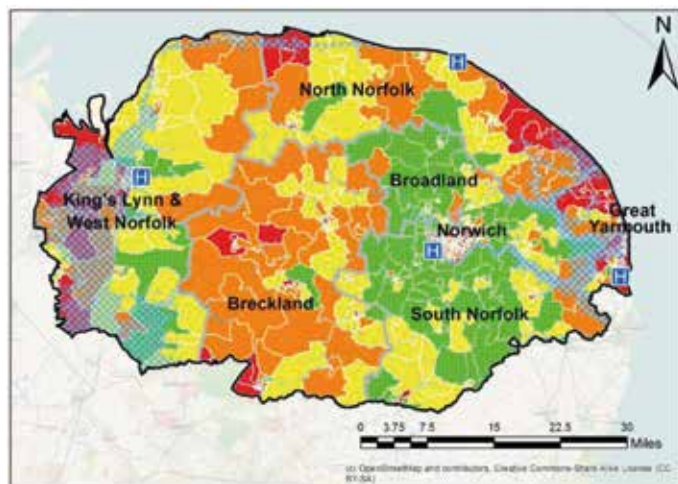 N
H
North Norfolk
Broadland
H
King's Lynn &
West Norfolk
Great
Yarmouth
Norwich
H
H
Breckland
South Norfolk
0 3.75 7.5 15 22.5 30
Miles
(c) OpenStreetMap and contributors, Creative Commons-Share Alike License (CC-
BY-SA)